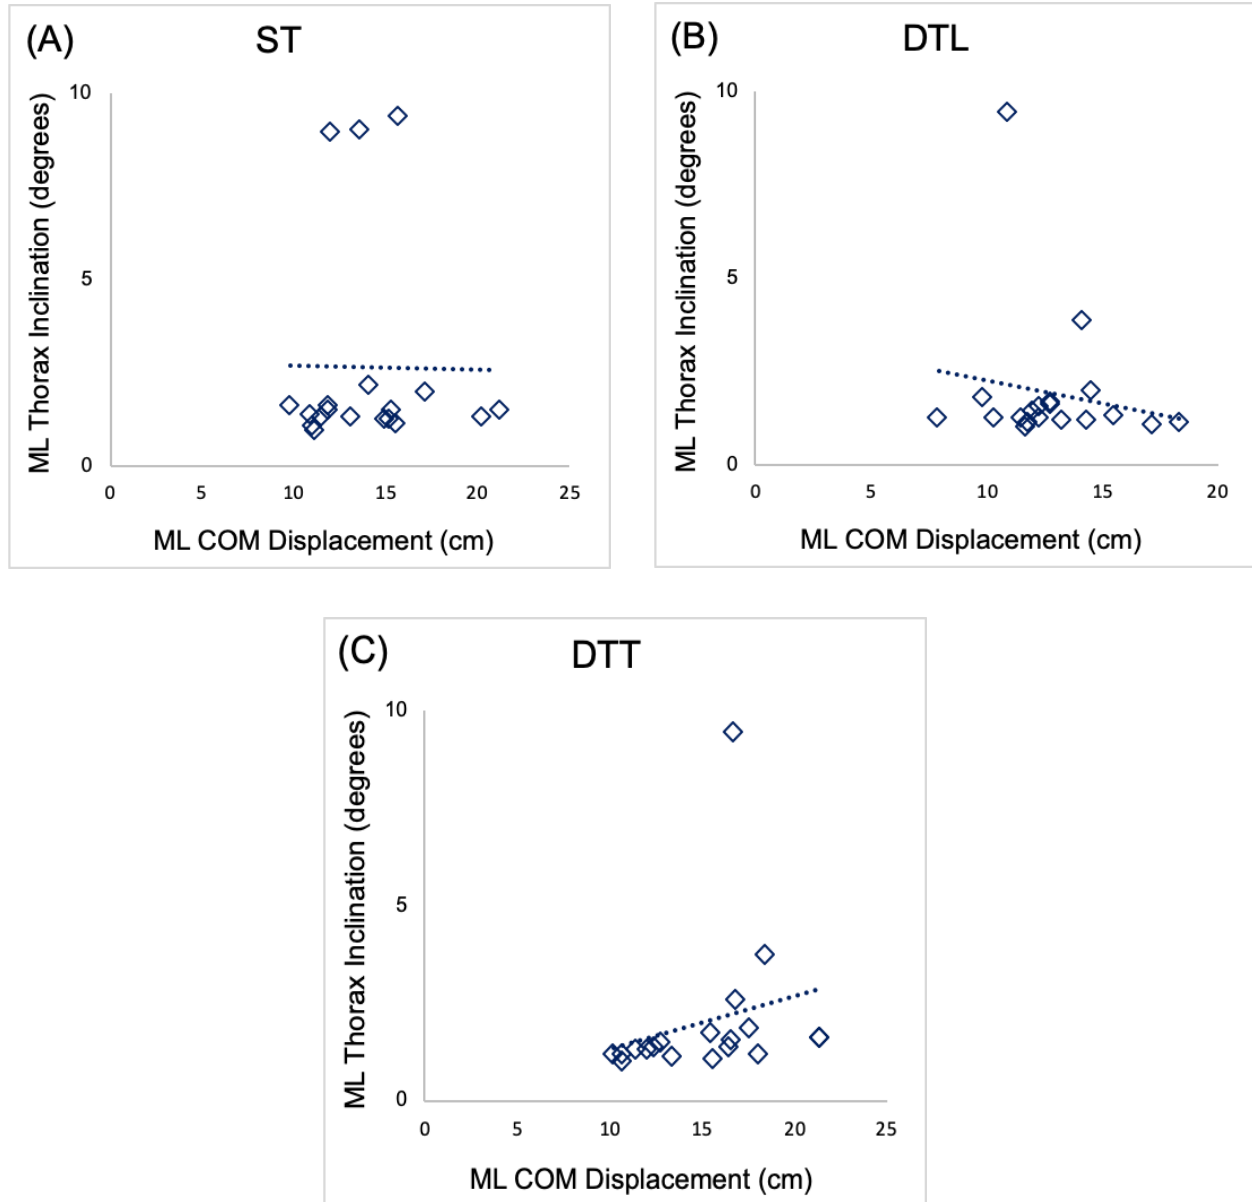 (A)
ST
ML Thorax Inclination (degrees)
10
5
0
0 5 10 15 20 25
ML COM Displacement (cm)
(B)
DTL
ML Thorax Inclination (degrees)
10
5
0
0 5 10 15 20
ML COM Displacement (cm)
(C)
DTT
ML Thorax Inclination (degrees)
10
5
0
0 5 10 15 20 25
ML COM Displacement (cm)